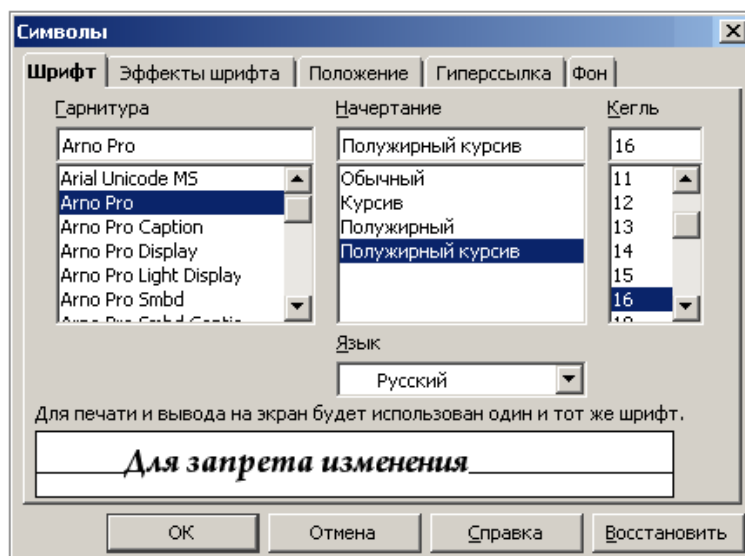 Символы
Шрифт Эффекты шрифта Положение Гиперссылка Фон
Гарнитура Начертание Кегль
Arno Pro Полужирный курсив 16
Arial Unicode MS Обычный 11
Arno Pro Курсив 12
Arno Pro Caption Полужирный 13
Arno Pro Display Полужирный курсив 14
Arno Pro Light Display 15
Arno Pro Smbd 16
Язык
Русский
Для печати и вывода на экран будет использован один и тот же шрифт.
Для запрета изменения
ОК Отмена Справка Восстановить